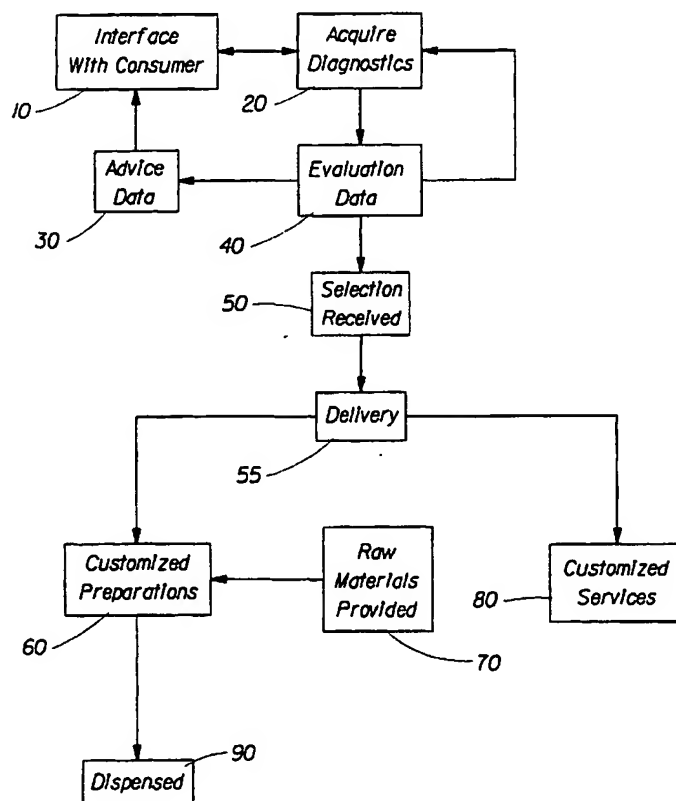 Interface
With Consumer
10
Acquire
Diagnostics
20
Advice
Data
30
Evaluation
Data
40
Selection
Received
50
Delivery
55
Customized
Preparations
60
Raw
Materials
Provided
70
Customized
Services
80
Dispensed
90